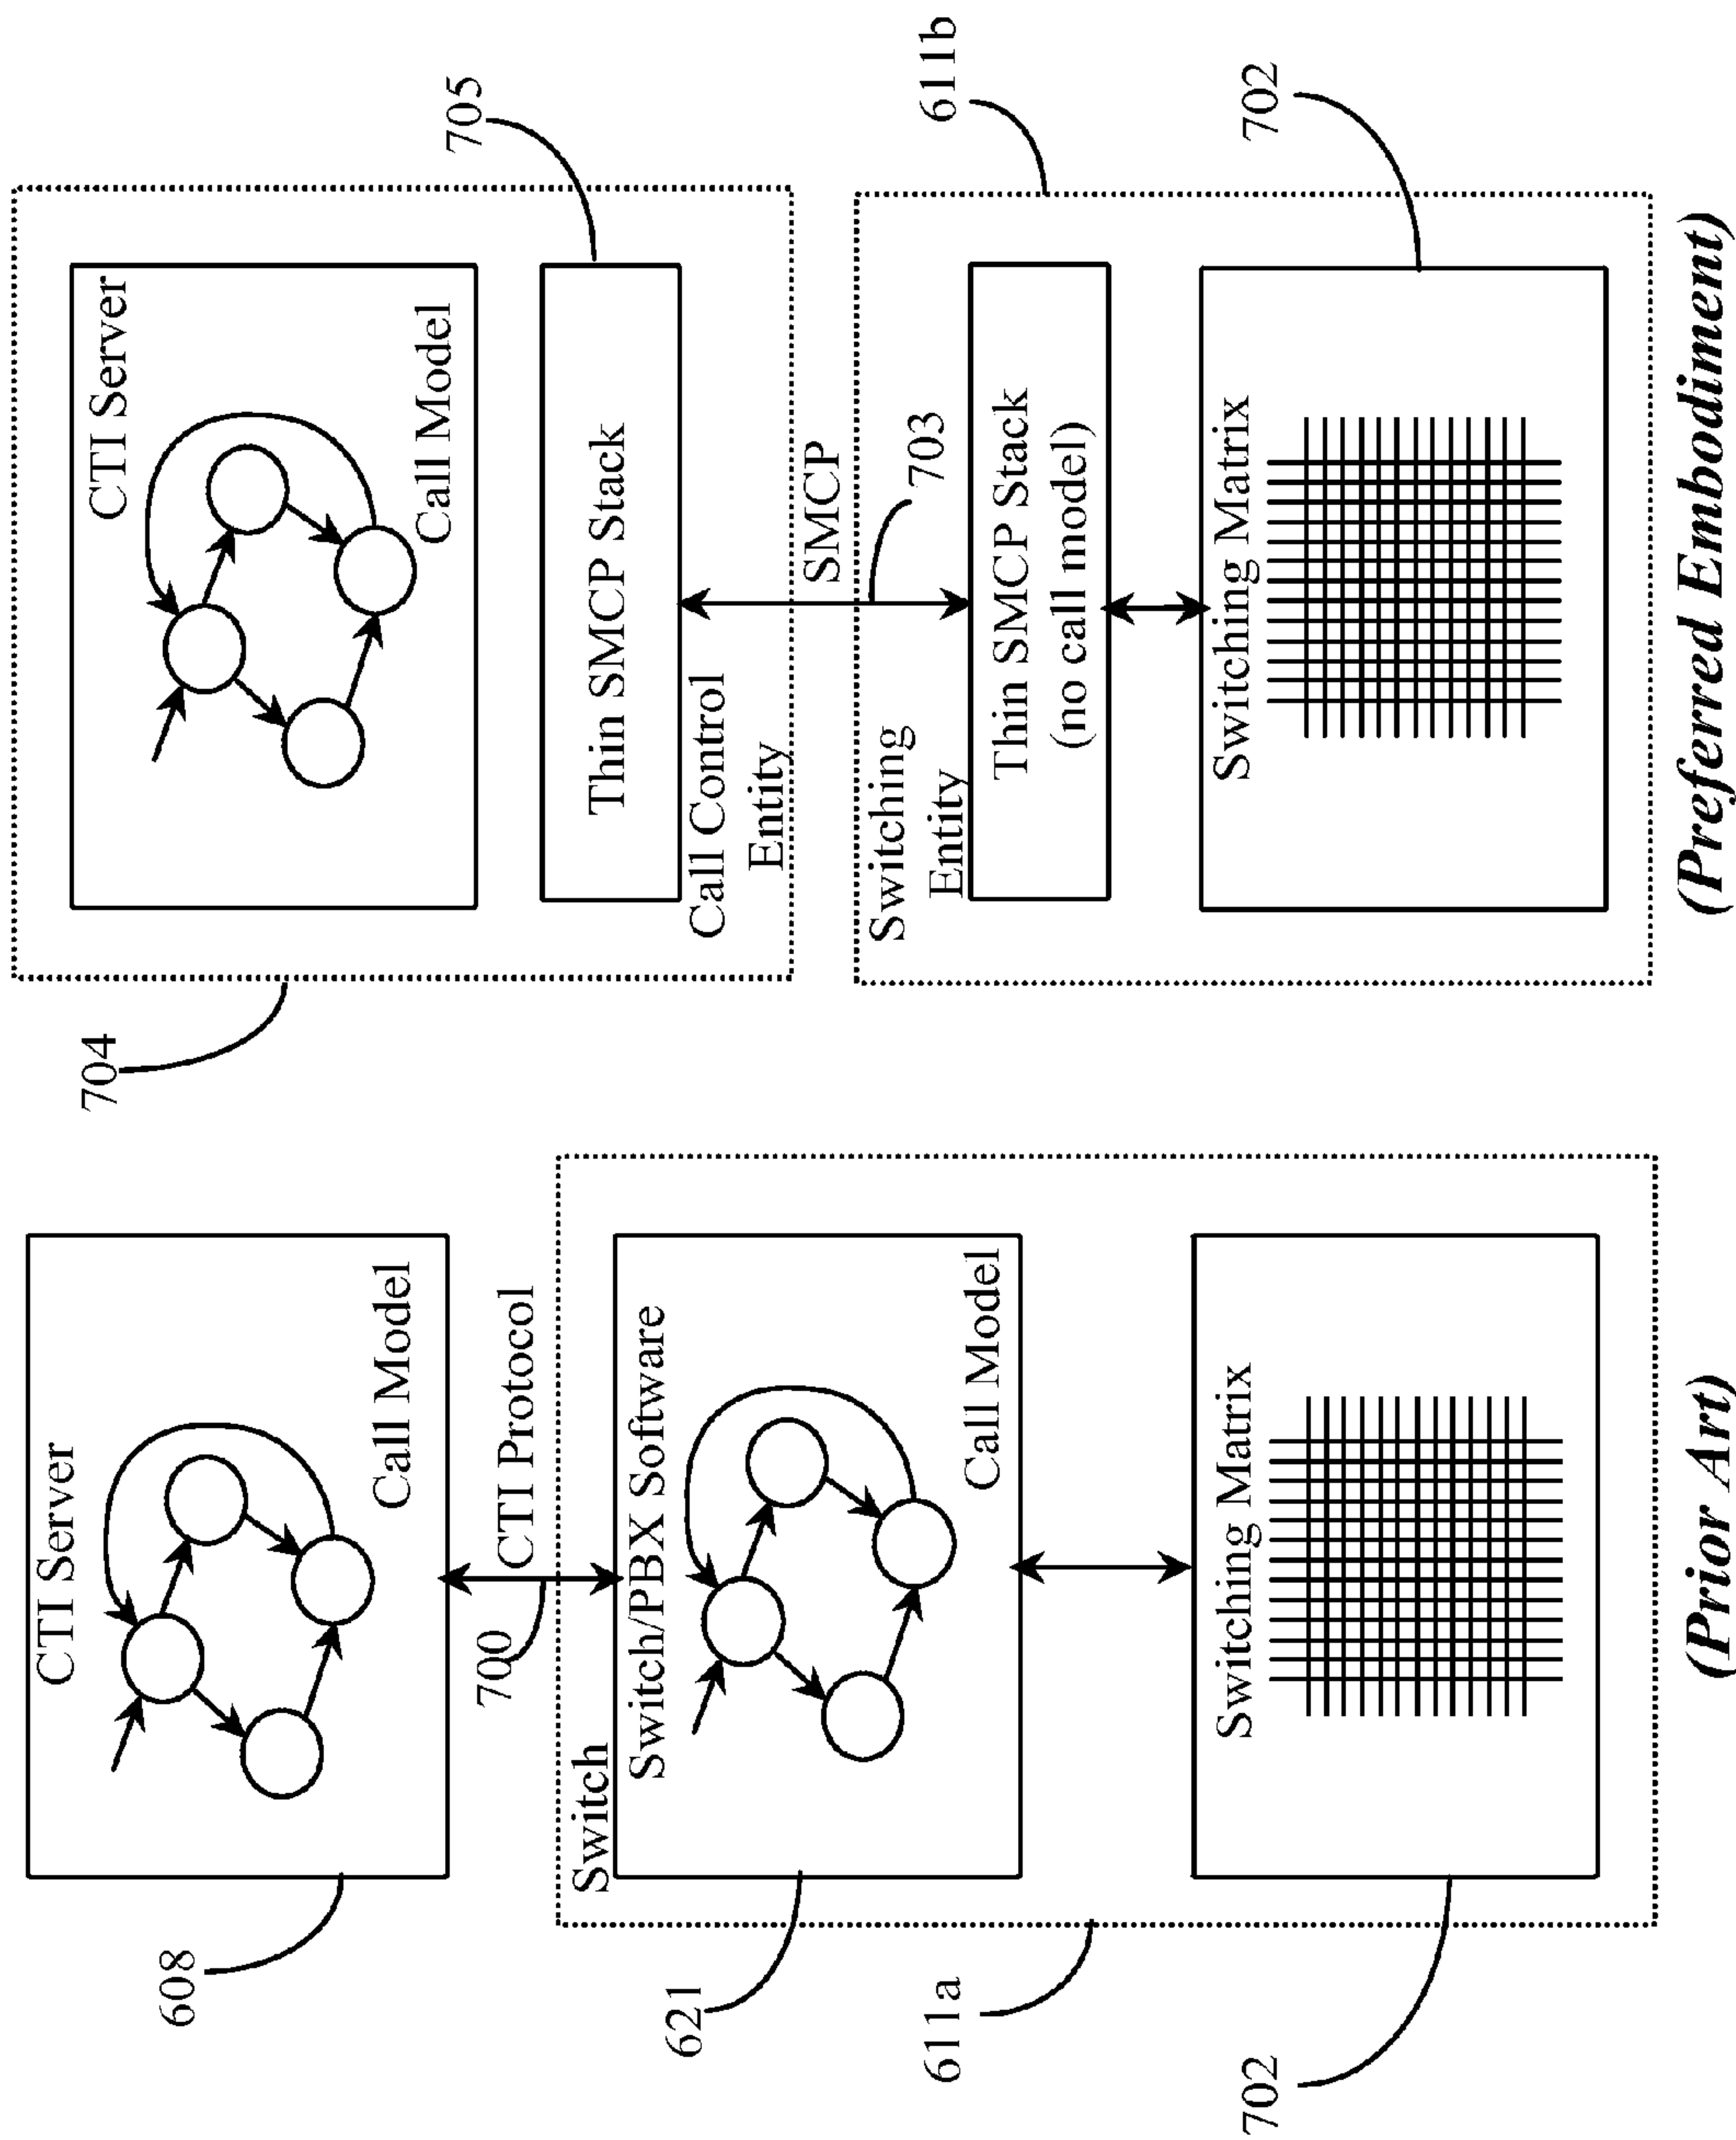 608
CTI Server
Call Model
700
CTI Protocol
Switch
621
Switch/PBX Software
Call Model
611a
702
Switching Matrix
(Prior Art)
704
CTI Server
Call Model
705
Thin SMCP Stack
Call Control
Entity
SMCP
703
611b
Switching
Entity
Thin SMCP Stack
(no call model)
702
Switching Matrix
(Preferred Embodiment)